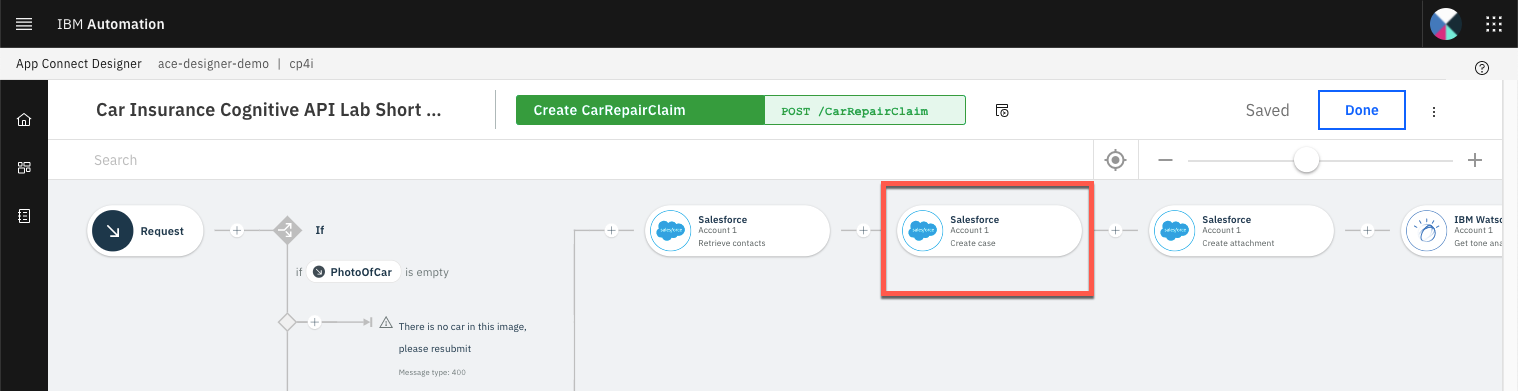 IBM Automation
App Connect Designer ace-designer-demo | cp4i
Car Insurance Cognitive API Lab Short ...
Create CarRepairClaim
POST /CarRepairClaim
Saved
Done
Search
Request
If
if PhotoOfCar is empty
There is no car in this image,
please resubmit
Message type: 400
salesforce
Salesforce
Account 1
Retrieve contacts
salesforce
Salesforce
Account 1
Create case
salesforce
Salesforce
Account 1
Create attachment
IBM Watso
Account 1
Get tone ana